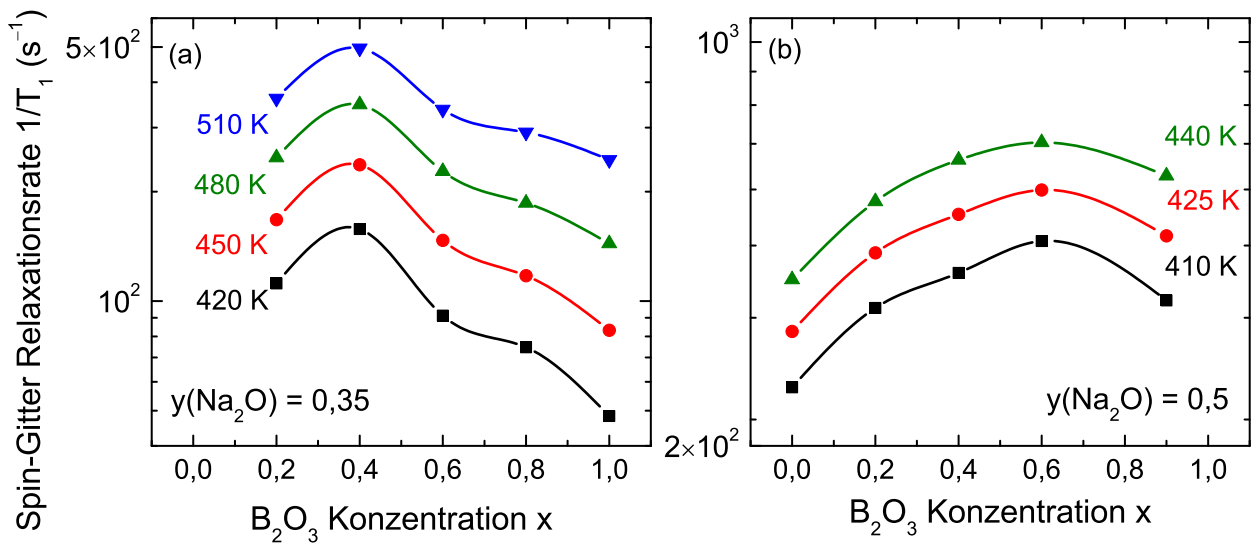 Spin-Gitter Relaxationsrate 1/T₁ (s⁻¹)
5×10²
10²
(a)
510 K
480 K
450 K
420 K
y(Na₂O) = 0,35
0,0 0,2 0,4 0,6 0,8 1,0
B₂O₃ Konzentration x
10³
2×10²
(b)
440 K
425 K
410 K
y(Na₂O) = 0,5
0,0 0,2 0,4 0,6 0,8 1,0
B₂O₃ Konzentration x